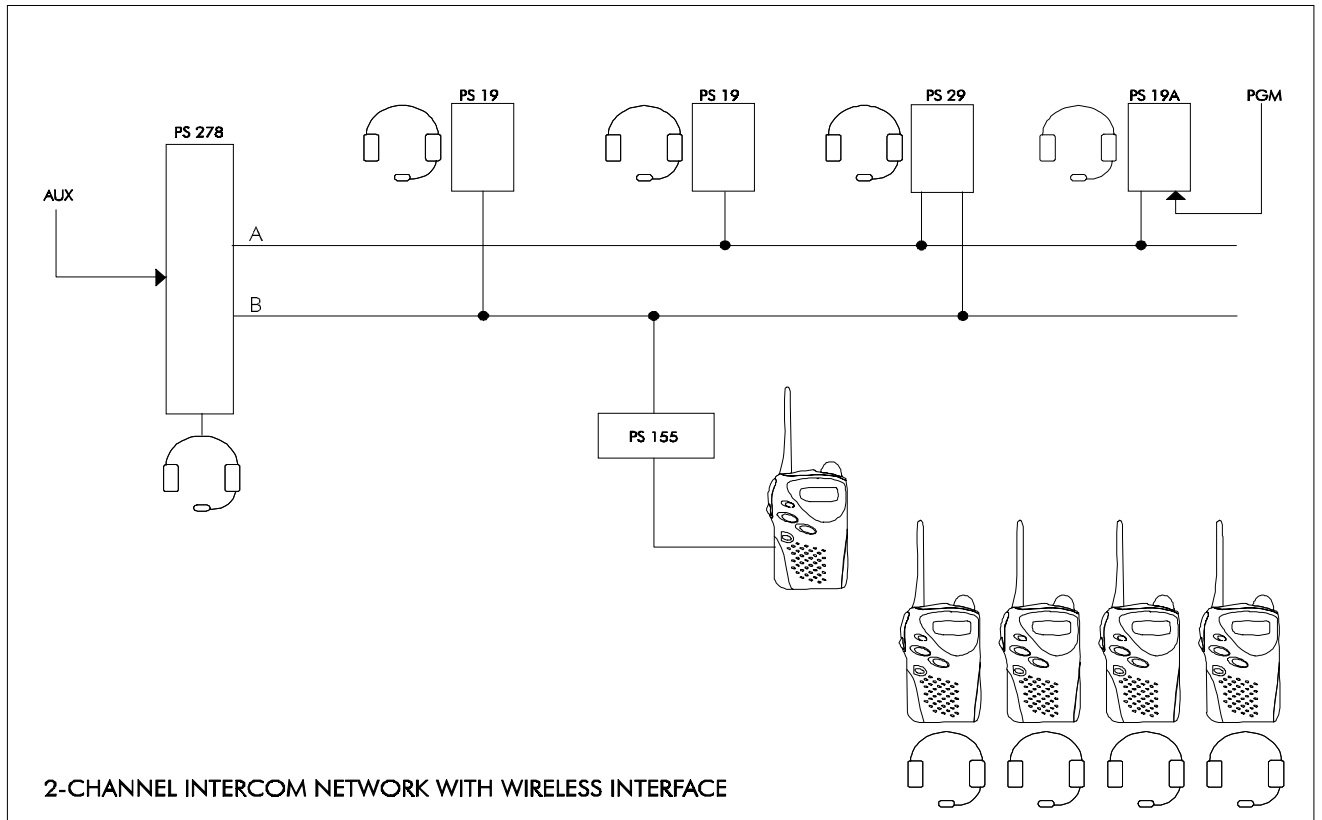 PS 19
PS 19
PS 29
PS 19A
PGM
PS 278
AUX
A
B
PS 155
2-CHANNEL INTERCOM NETWORK WITH WIRELESS INTERFACE